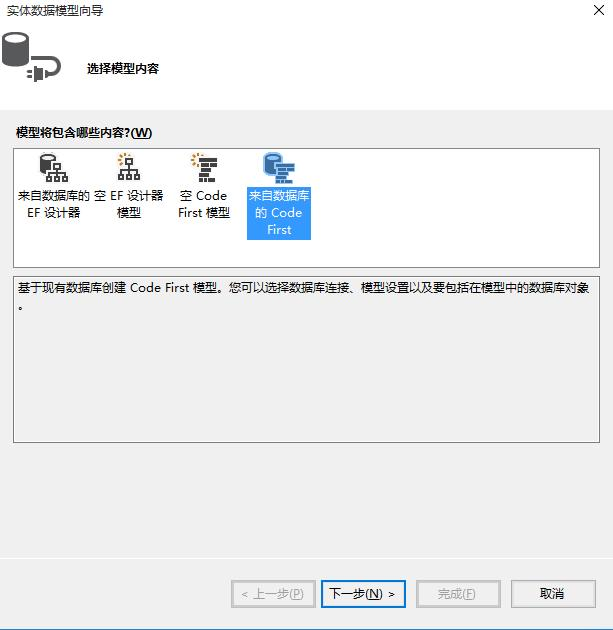 实体数据模型向导
选择模型内容
模型将包含哪些内容?(W)
来自数据库的
EF 设计器
空 EF 设计器
模型
空 Code
First 模型
来自数据库
的 Code
First
基于现有数据库创建 Code First 模型。您可以选择数据库连接、模型设置以及要包括在模型中的数据库对象
。
< 上一步(P)
下一步(N) >
完成(F)
取消